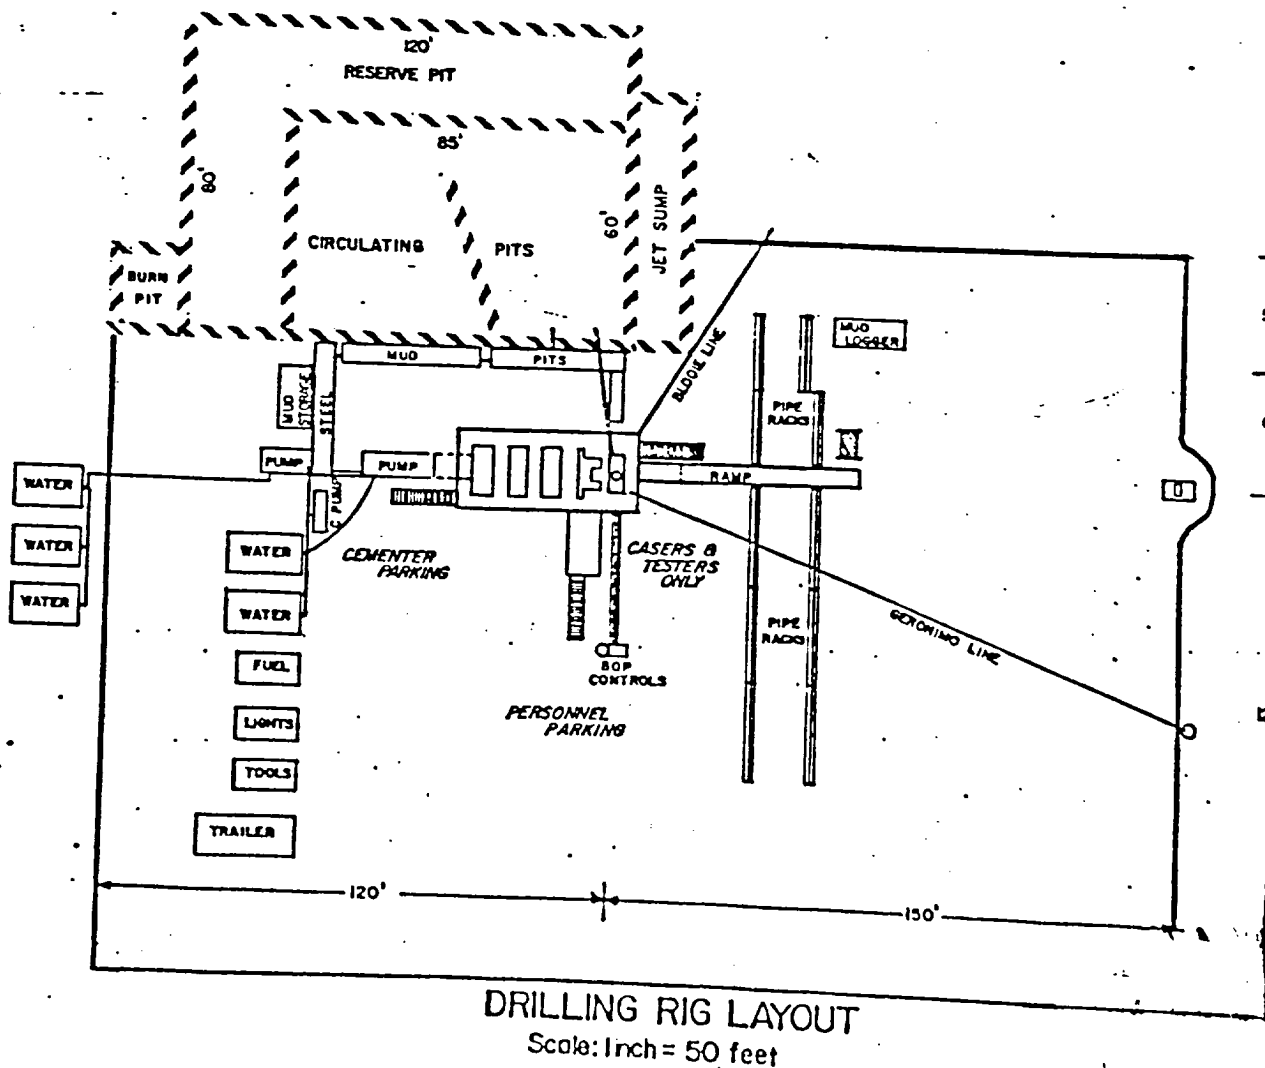 120'
RESERVE PIT
85'
80'
60'
JET SUMP
CIRCULATING PITS
BURN
PIT
MUD
PITS
MUD
STORAGE
STEEL
BLOOIE LINE
MUD
LOGGER
PIPE
RACKS
PUMP
PUMP
RAMP
C PUMP
WATER
WATER
WATER
WATER
WATER
CEMENTER
PARKING
CASERS &
TESTERS
ONLY
GERONIMO LINE
PIPE
RACKS
FUEL
BOP
CONTROLS
LIGHTS
PERSONNEL
PARKING
TOOLS
TRAILER
120'
150'
DRILLING RIG LAYOUT
Scale: 1 inch = 50 feet